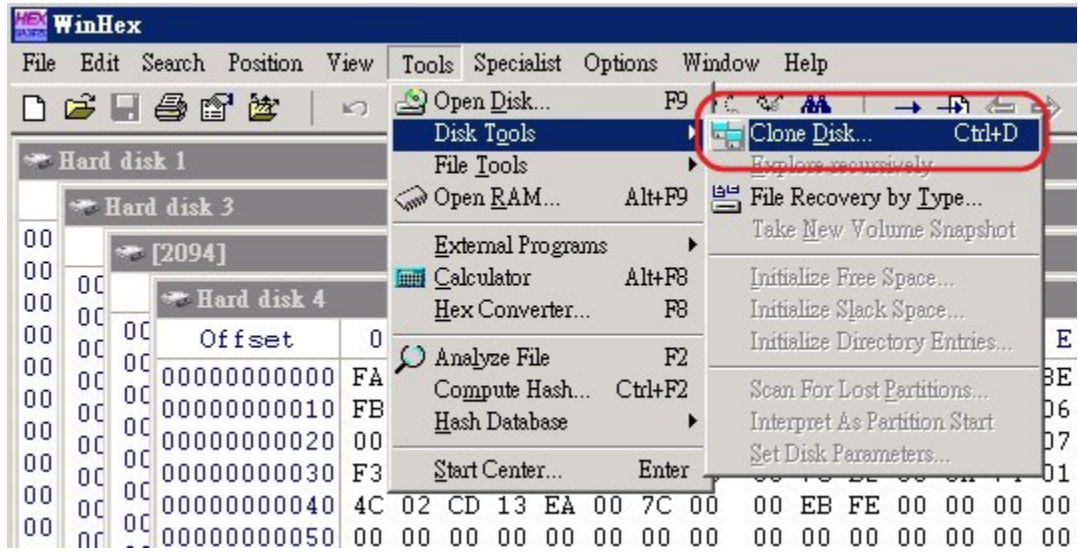 WinHex
File Edit Search Position View Tools Specialist Options Window Help
Hard disk 1
Hard disk 3
[2094]
Hard disk 4
Offset 0 E
Open Disk... F9
Disk Tools
File Tools
Open RAM... Alt+F9
External Programs
Calculator Alt+F8
Hex Converter... F8
Analyze File F2
Compute Hash... Ctrl+F2
Hash Database
Start Center... Enter
Clone Disk... Ctrl+D
Explore recursively
File Recovery by Type...
Take New Volume Snapshot
Initialize Free Space...
Initialize Slack Space...
Initialize Directory Entries...
Scan For Lost Partitions...
Interpret As Partition Start
Set Disk Parameters...
00000000000 FA BE
00000000010 FB 06
00000000020 00 07
00000000030 F3 01
00000000040 4C 02 CD 13 EA 00 7C 00 00 EB FE 00 00 00 00
00000000050 00 00 00 00 00 00 00 00 00 00 00 00 00 00 00